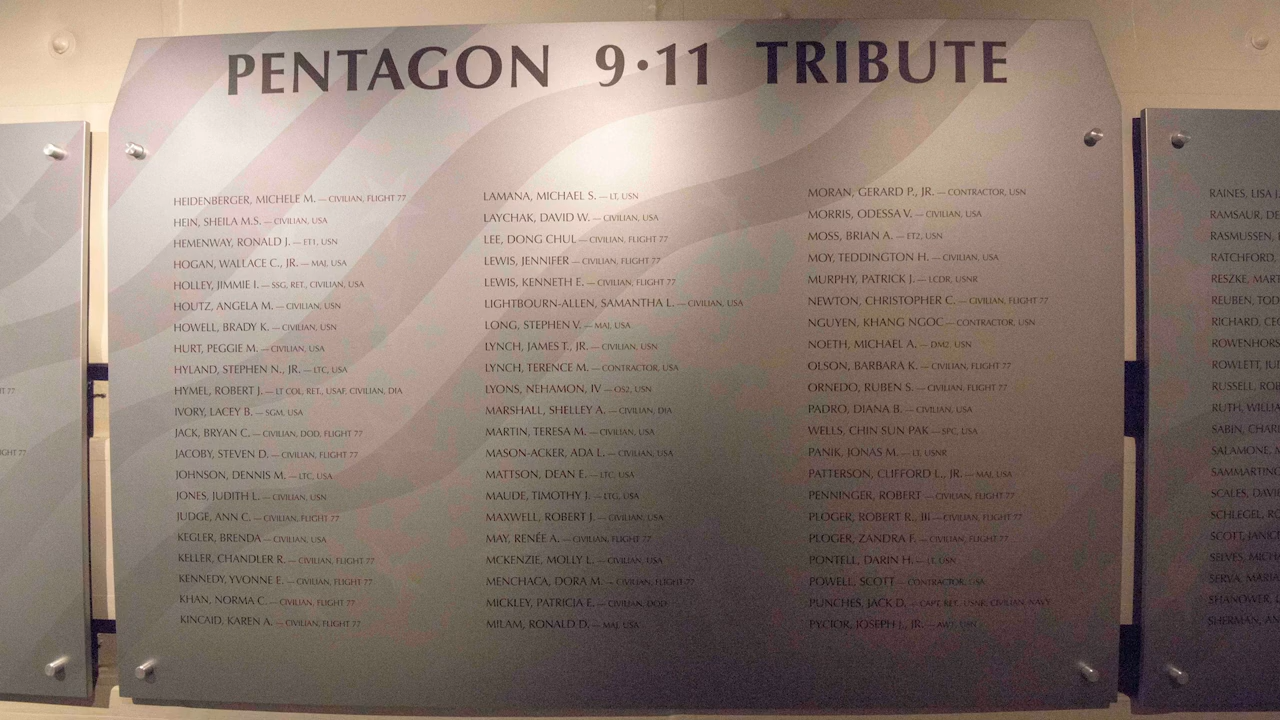 PENTAGON 9•11 TRIBUTE
HEIDENBERGER, MICHELE M. — CIVILIAN, FLIGHT 77
HEIN, SHEILA M.S. — CIVILIAN, USA
HEMENWAY, RONALD J. — ET1, USN
HOGAN, WALLACE C., JR. — MAJ, USA
HOLLEY, JIMMIE I. — SSG, RET., CIVILIAN, USA
HOUTZ, ANGELA M. — CIVILIAN, USN
HOWELL, BRADY K. — CIVILIAN, USN
HURT, PEGGIE M. — CIVILIAN, USA
HYLAND, STEPHEN N., JR. — LTC, USA
HYMEL, ROBERT J. — LT COL, RET., USAF, CIVILIAN, DIA
IVORY, LACEY B. — SGM, USA
JACK, BRYAN C. — CIVILIAN, DOD, FLIGHT 77
JACOBY, STEVEN D. — CIVILIAN, FLIGHT 77
JOHNSON, DENNIS M. — LTC, USA
JONES, JUDITH L. — CIVILIAN, USN
JUDGE, ANN C. — CIVILIAN, FLIGHT 77
KEGLER, BRENDA — CIVILIAN, USA
KELLER, CHANDLER R. — CIVILIAN, FLIGHT 77
KENNEDY, YVONNE E. — CIVILIAN, FLIGHT 77
KHAN, NORMA C. — CIVILIAN, FLIGHT 77
KINCAID, KAREN A. — CIVILIAN, FLIGHT 77
LAMANA, MICHAEL S. — LT, USN
LAYCHAK, DAVID W. — CIVILIAN, USA
LEE, DONG CHUL — CIVILIAN, FLIGHT 77
LEWIS, JENNIFER — CIVILIAN, FLIGHT 77
LEWIS, KENNETH E. — CIVILIAN, FLIGHT 77
LIGHTBOURN-ALLEN, SAMANTHA L. — CIVILIAN, USA
LONG, STEPHEN V. — MAJ, USA
LYNCH, JAMES T., JR. — CIVILIAN, USN
LYNCH, TERENCE M. — CONTRACTOR, USA
LYONS, NEHAMON, IV — OS2, USN
MARSHALL, SHELLEY A. — CIVILIAN, DIA
MARTIN, TERESA M. — CIVILIAN, USA
MASON-ACKER, ADA L. — CIVILIAN, USA
MATTSON, DEAN E. — LTC, USA
MAUDE, TIMOTHY J. — LTG, USA
MAXWELL, ROBERT J. — CIVILIAN, USA
MAY, RENÉE A. — CIVILIAN, FLIGHT 77
MCKENZIE, MOLLY L. — CIVILIAN, USA
MENCHACA, DORA M. — CIVILIAN, FLIGHT 77
MICKLEY, PATRICIA E. — CIVILIAN, DOD
MILAM, RONALD D. — MAJ, USA
MORAN, GERARD P., JR. — CONTRACTOR, USN
MORRIS, ODESSA V. — CIVILIAN, USA
MOSS, BRIAN A. — ET2, USN
MOY, TEDDINGTON H. — CIVILIAN, USA
MURPHY, PATRICK J. — LCDR, USNR
NEWTON, CHRISTOPHER C. — CIVILIAN, FLIGHT 77
NGUYEN, KHANG NGOC — CONTRACTOR, USN
NOETH, MICHAEL A. — DM2, USN
OLSON, BARBARA K. — CIVILIAN, FLIGHT 77
ORNEDO, RUBEN S. — CIVILIAN, FLIGHT 77
PADRO, DIANA B. — CIVILIAN, USA
WELLS, CHIN SUN PAK — SPC, USA
PANIK, JONAS M. — LT, USNR
PATTERSON, CLIFFORD L., JR. — MAJ, USA
PENNINGER, ROBERT — CIVILIAN, FLIGHT 77
PLOGER, ROBERT R., III — CIVILIAN, FLIGHT 77
PLOGER, ZANDRA F. — CIVILIAN, FLIGHT 77
PONTELL, DARIN H. — LT, USN
POWELL, SCOTT — CONTRACTOR, USA
PUNCHES, JACK D. — CAPT, RET., USNR, CIVILIAN, NAVY
PYCIOR, JOSEPH J., JR. — AW1, USN
77
FLIGHT 77
RAINES, LISA
RAMSAUR,
RASMUSSEN,
RATCHFORD,
RESZKE,
REUBEN,
RICHARD,
ROWLETT,
RUSSELL,
RUTH,
SABIN,
SALAMONE,
SCALES,
SCHLEGEL,
SCOTT,
SELVES,
SERVA,
SHANOWER,
SHERMAN,